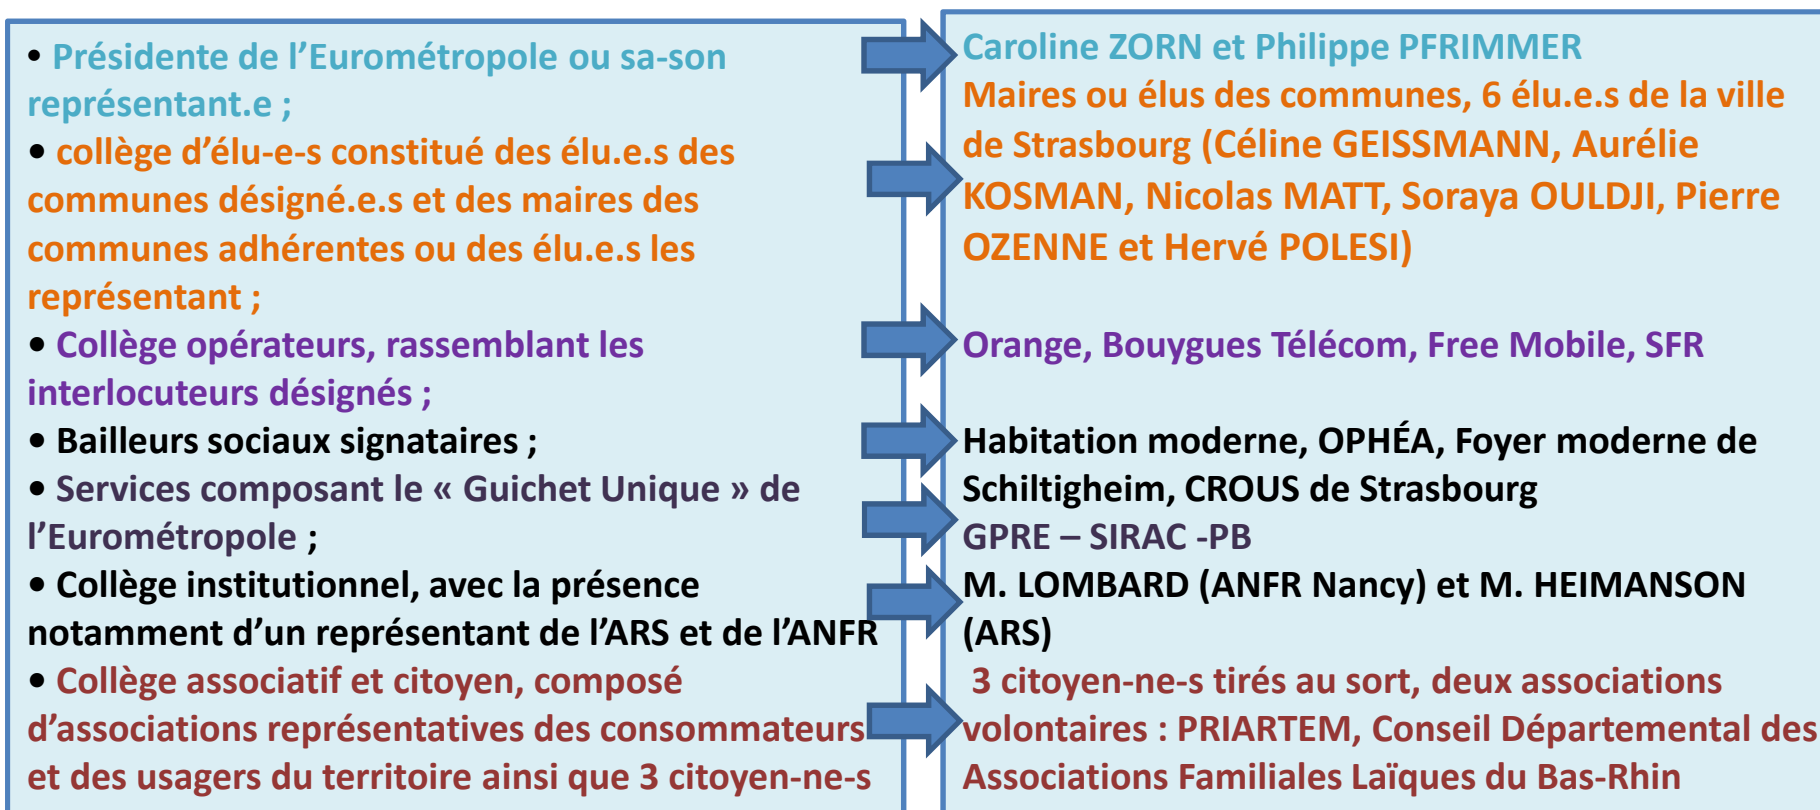 • Présidente de l’Eurométropole ou sa-son
représentant.e ;
• collège d’élu-e-s constitué des élu.e.s des
communes désigné.e.s et des maires des
communes adhérentes ou des élu.e.s les
représentant ;
• Collège opérateurs, rassemblant les
interlocuteurs désignés ;
• Bailleurs sociaux signataires ;
• Services composant le « Guichet Unique » de
l’Eurométropole ;
• Collège institutionnel, avec la présence
notamment d’un représentant de l’ARS et de l’ANFR
• Collège associatif et citoyen, composé
d’associations représentatives des consommateurs
et des usagers du territoire ainsi que 3 citoyen-ne-s
Caroline ZORN et Philippe PFRIMMER
Maires ou élus des communes, 6 élu.e.s de la ville
de Strasbourg (Céline GEISSMANN, Aurélie
KOSMAN, Nicolas MATT, Soraya OULDJI, Pierre
OZENNE et Hervé POLESI)
Orange, Bouygues Télécom, Free Mobile, SFR
Habitation moderne, OPHÉA, Foyer moderne de
Schiltigheim, CROUS de Strasbourg
GPRE – SIRAC -PB
M. LOMBARD (ANFR Nancy) et M. HEIMANSON
(ARS)
3 citoyen-ne-s tirés au sort, deux associations
volontaires : PRIARTEM, Conseil Départemental des
Associations Familiales Laïques du Bas-Rhin